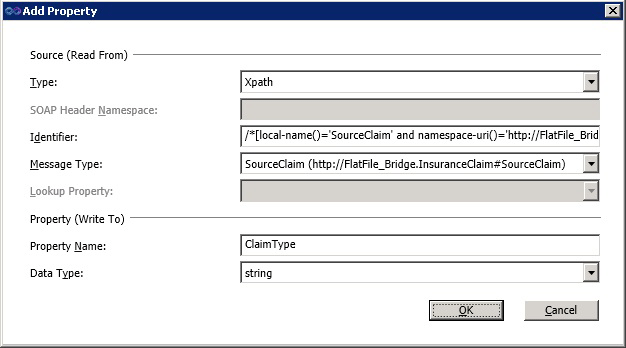 Add Property
Source (Read From)
Type: Xpath
SOAP Header Namespace:
Identifier: /*[local-name()='SourceClaim' and namespace-uri()='http://FlatFile_Brid
Message Type: SourceClaim (http://FlatFile_Bridge.InsuranceClaim#SourceClaim)
Lookup Property:
Property (Write To)
Property Name: ClaimType
Data Type: string
OK Cancel